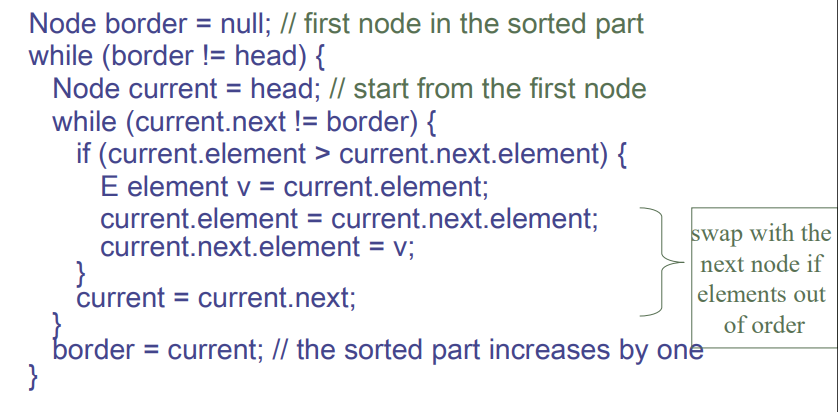 Node border = null; // first node in the sorted part
while (border != head) {
Node current = head; // start from the first node
while (current.next != border) {
if (current.element > current.next.element) {
E element v = current.element;
current.element = current.next.element;
current.next.element = v;
}
current = current.next;
}
border = current; // the sorted part increases by one
}
swap with the
next node if
elements out
of order